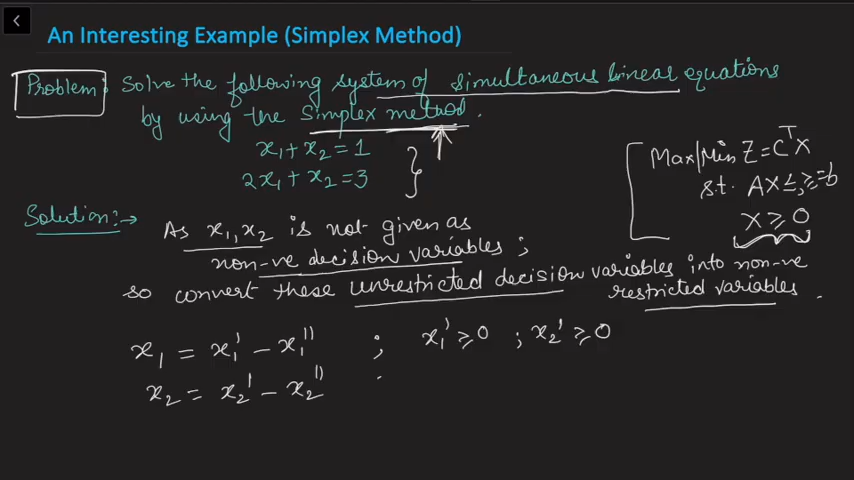 An Interesting Example (Simplex Method)
Problem: Solve the following system of simultaneous linear equations
by using the Simplex method.
x₁ + x₂ = 1
2x₁ + x₂ = 3
Max/Min Z = CᵀX
s.t. AX ≤, ≥, = b
X ≥ 0
Solution:→ As x₁, x₂ is not given as
non-ve decision variables;
so convert these unrestricted decision variables into non-ve
restricted variables.
x₁ = x₁' - x₁'' ; x₁' ≥ 0 ; x₂' ≥ 0
x₂ = x₂' - x₂''